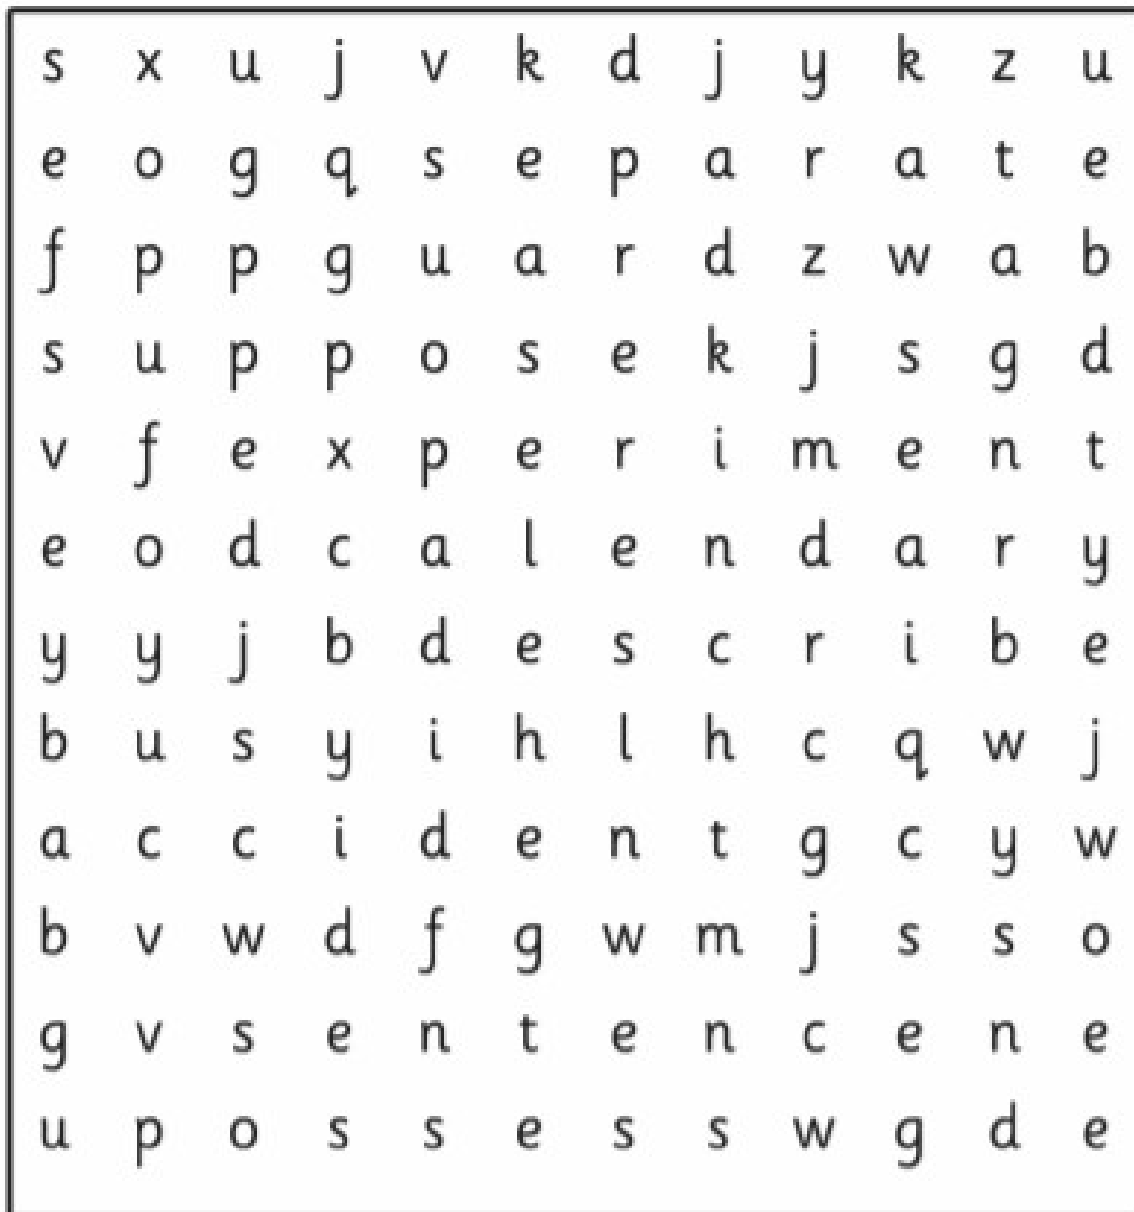 s x u j v k d j y k z u
e o g q s e p a r a t e
f p p g u a r d z w a b
s u p p o s e k j s g d
v f e x p e r i m e n t
e o d c a l e n d a r y
y y j b d e s c r i b e
b u s y i h l h c q w j
a c c i d e n t g c y w
b v w d f g w m j s s o
g v s e n t e n c e n e
u p o s s e s s w g d e